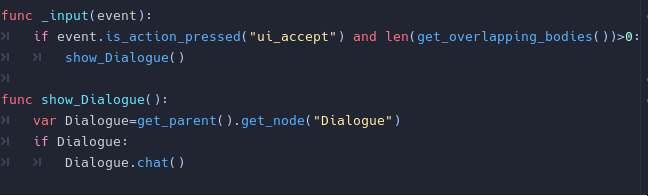 func _input(event):
if event.is_action_pressed("ui_accept") and len(get_overlapping_bodies())>0:
show_Dialogue()
func show_Dialogue():
var Dialogue=get_parent().get_node("Dialogue")
if Dialogue:
Dialogue.chat()